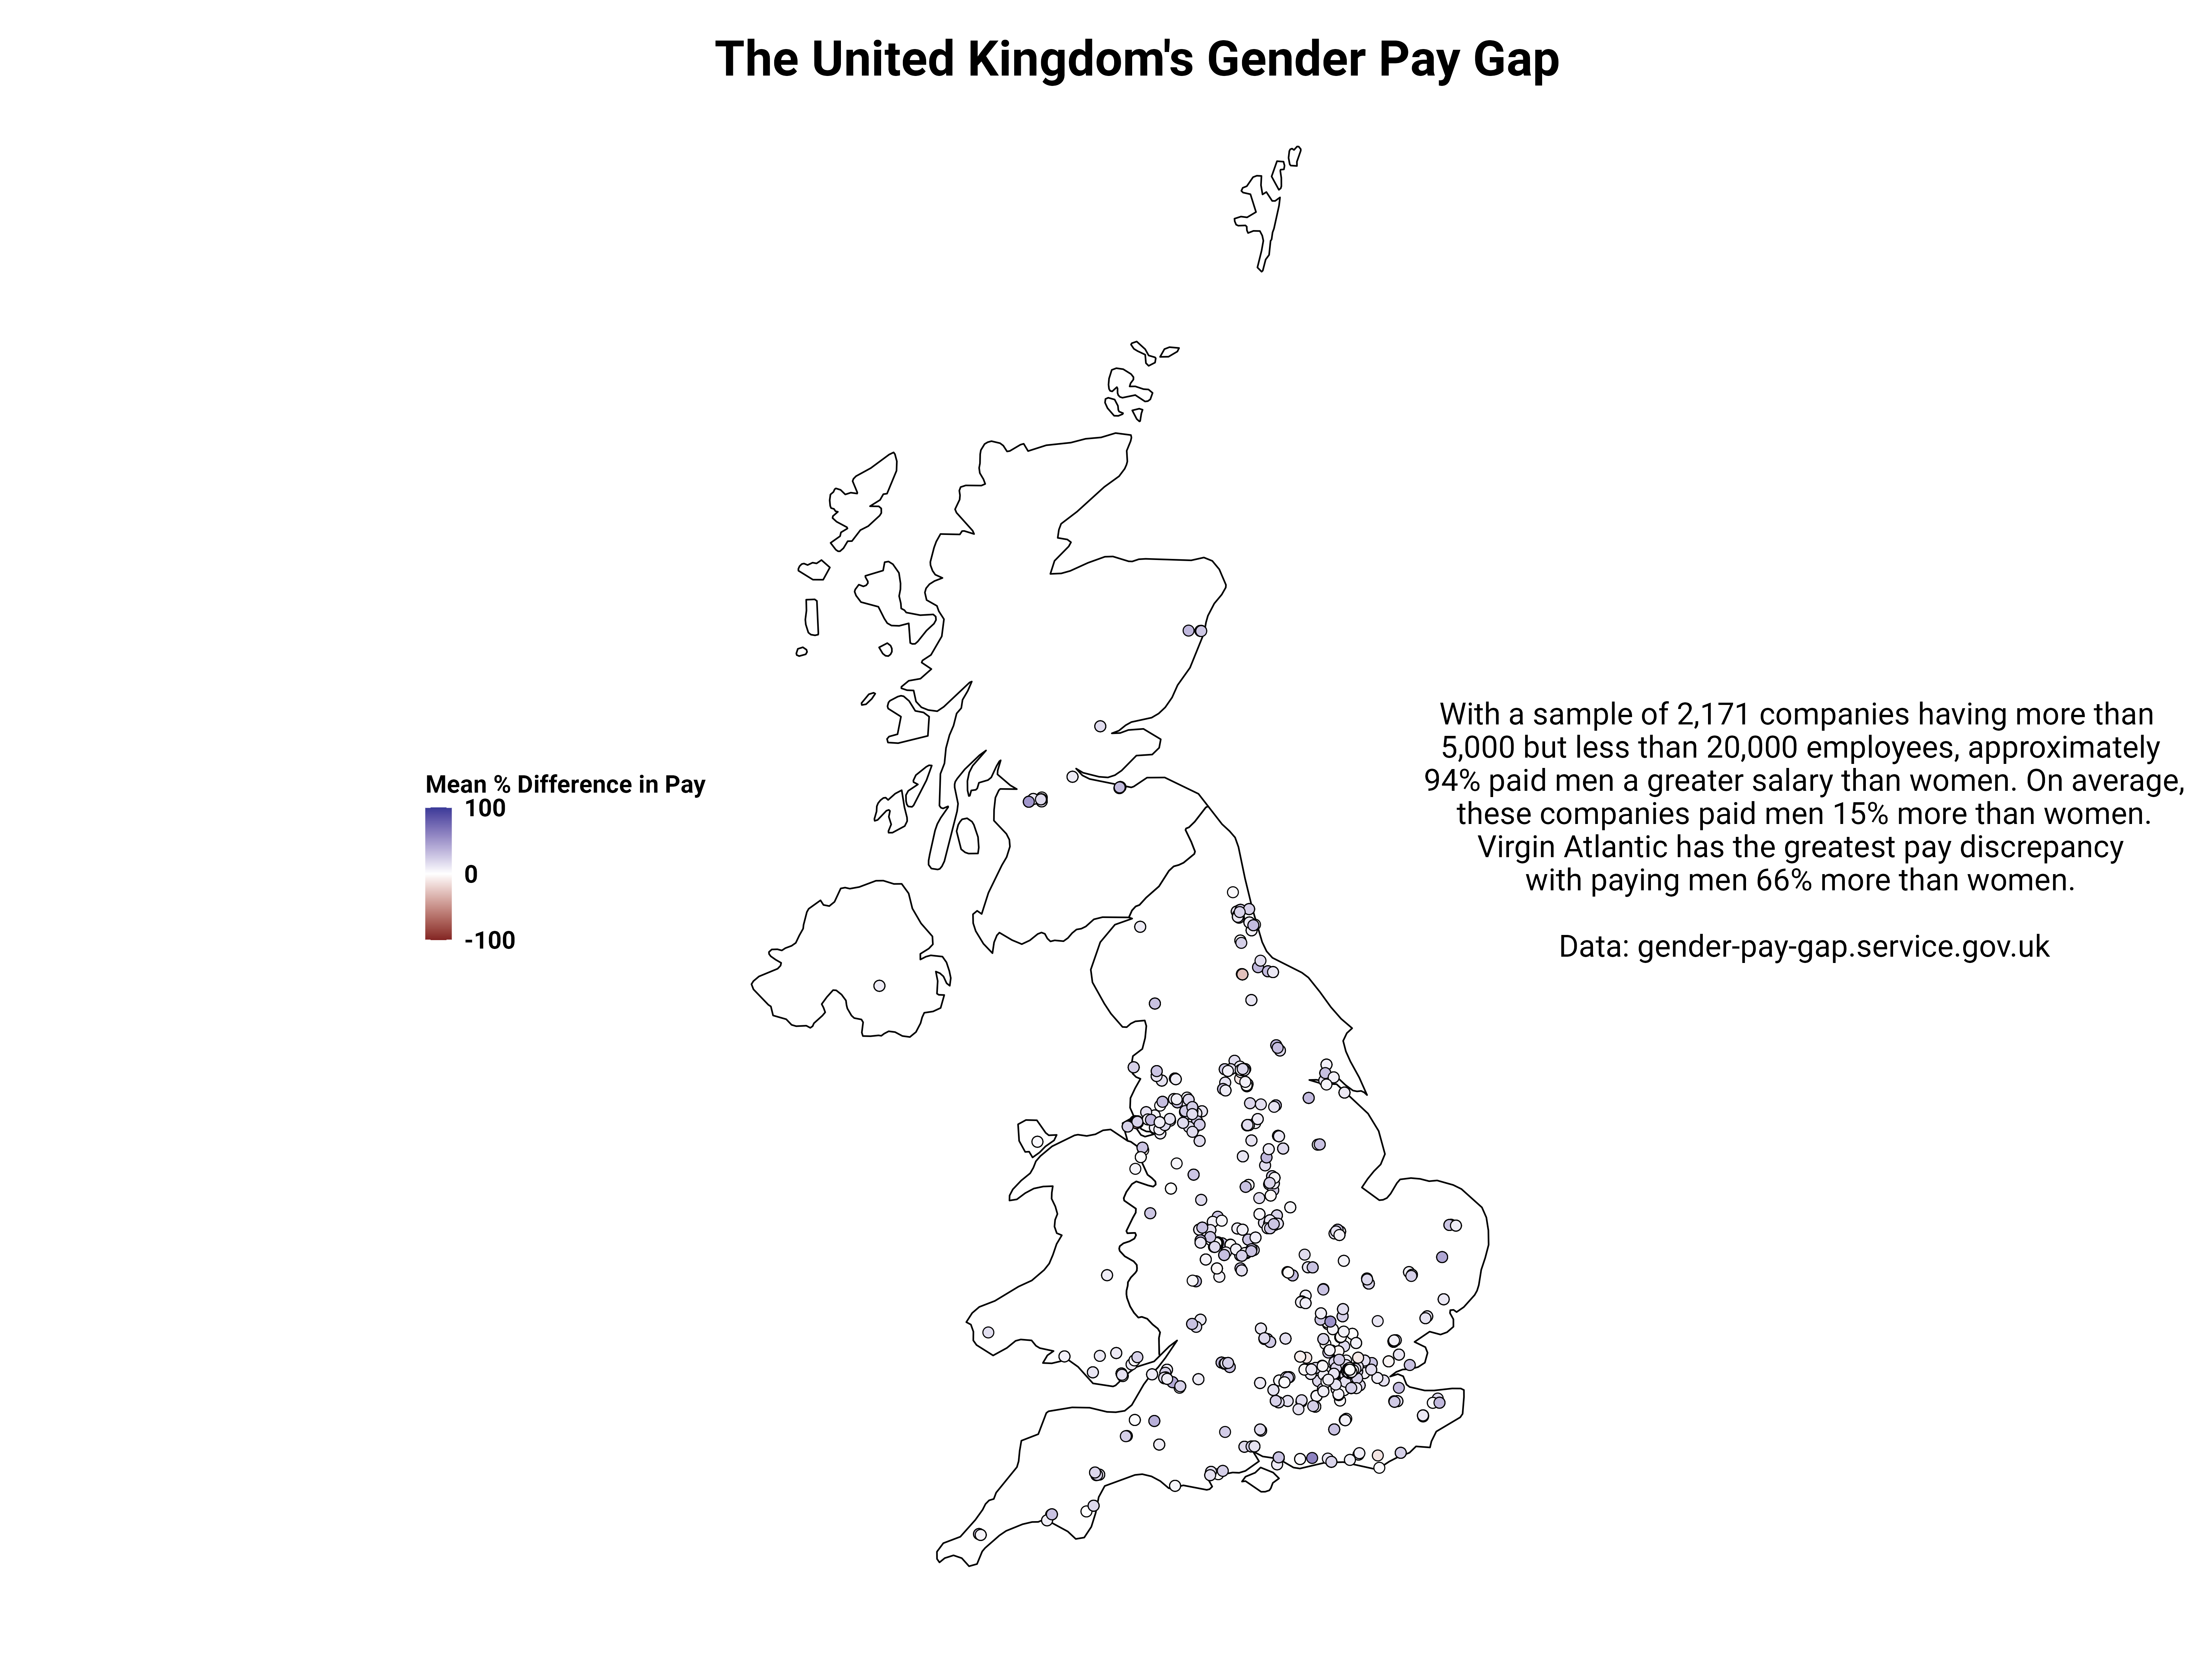 The United Kingdom's Gender Pay Gap
With a sample of 2,171 companies having more than
5,000 but less than 20,000 employees, approximately
94% paid men a greater salary than women. On average,
these companies paid men 15% more than women.
Virgin Atlantic has the greatest pay discrepancy
with paying men 66% more than women.
Data: gender-pay-gap.service.gov.uk
Mean % Difference in Pay
100
0
-100